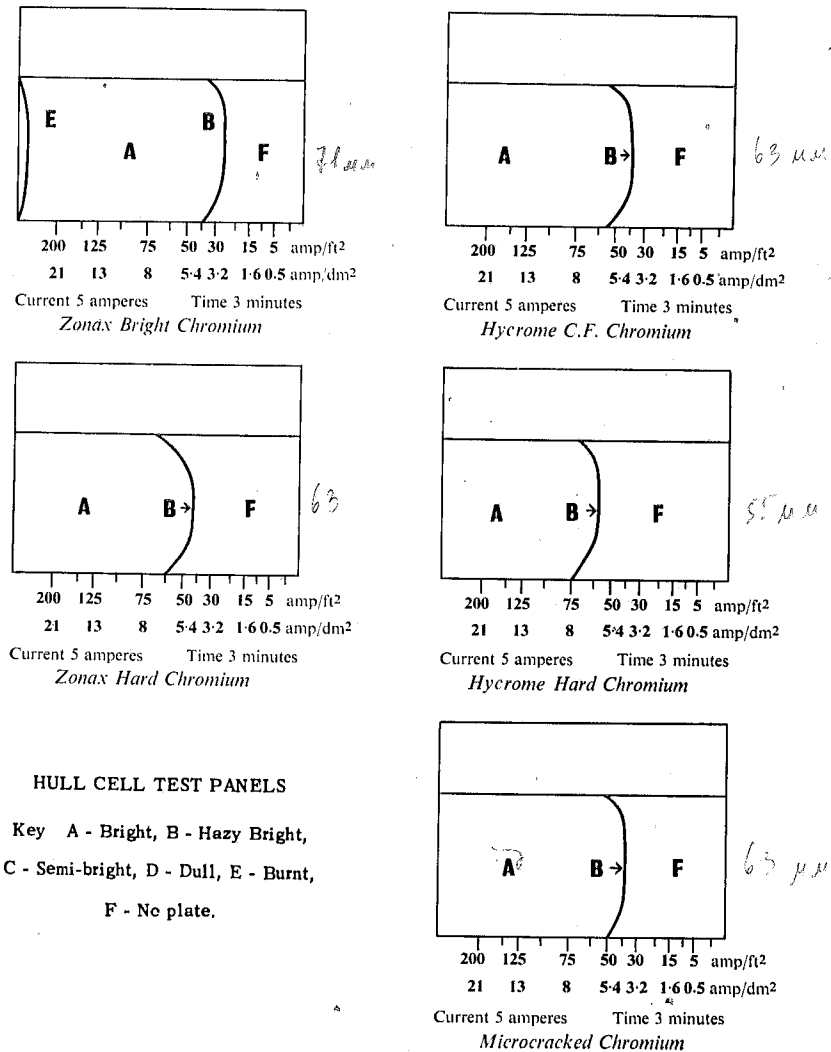 E
A
B
F
71 мм
200 125 75 50 30 15 5 amp/ft2
21 13 8 5·4 3·2 1·6 0.5 amp/dm2
Current 5 amperes Time 3 minutes
Zonax Bright Chromium
A
B→
F
63 мм
200 125 75 50 30 15 5 amp/ft2
21 13 8 5·4 3·2 1·6 0.5 amp/dm2
Current 5 amperes Time 3 minutes
Hycrome C.F. Chromium
A
B→
F
63
200 125 75 50 30 15 5 amp/ft2
21 13 8 5·4 3·2 1·6 0.5 amp/dm2
Current 5 amperes Time 3 minutes
Zonax Hard Chromium
A
B→
F
55 мм
200 125 75 50 30 15 5 amp/ft2
21 13 8 5·4 3·2 1·6 0.5 amp/dm2
Current 5 amperes Time 3 minutes
Hycrome Hard Chromium
HULL CELL TEST PANELS
Key A - Bright, B - Hazy Bright,
C - Semi-bright, D - Dull, E - Burnt,
F - No plate.
A
B→
F
63 мм
200 125 75 50 30 15 5 amp/ft2
21 13 8 5·4 3·2 1·6 0.5 amp/dm2
Current 5 amperes Time 3 minutes
Microcracked Chromium